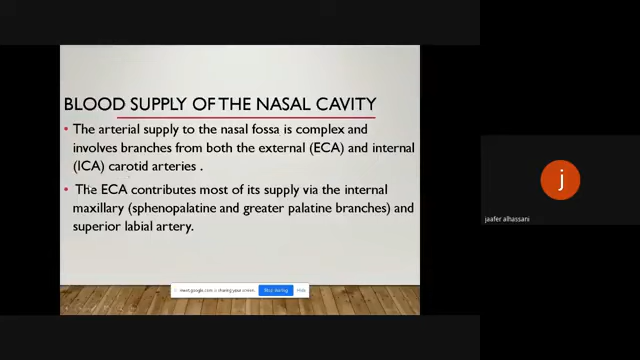 BLOOD SUPPLY OF THE NASAL CAVITY
• The arterial supply to the nasal fossa is complex and
involves branches from both the external (ECA) and internal
(ICA) carotid arteries .
• The ECA contributes most of its supply via the internal
maxillary (sphenopalatine and greater palatine branches) and
superior labial artery.
meet.google.com is sharing your screen.
Stop sharing
Hide
j
jaafer alhassani